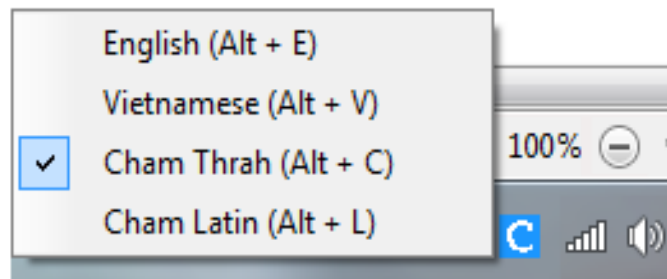 English (Alt + E)
Vietnamese (Alt + V)
Cham Thrah (Alt + C)
Cham Latin (Alt + L)
100%
C